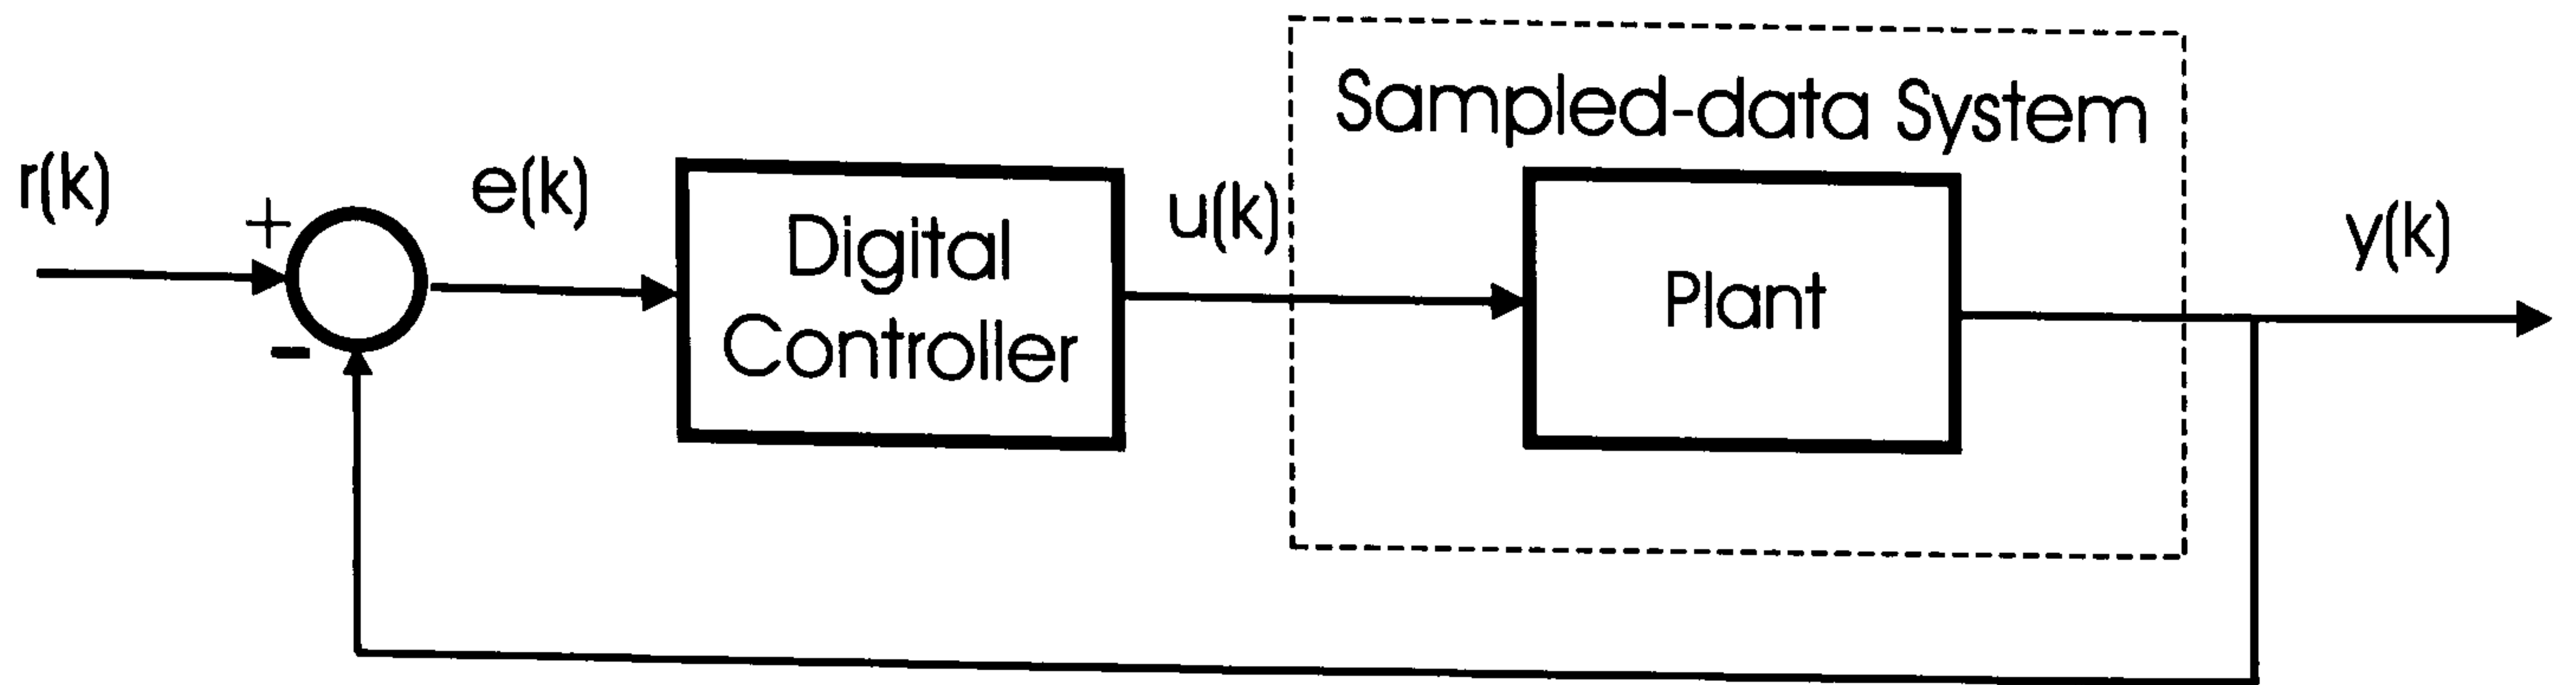 Sampled-data System
r(k)
+
e(k)
Digital
Controller
u(k)
Plant
y(k)
-